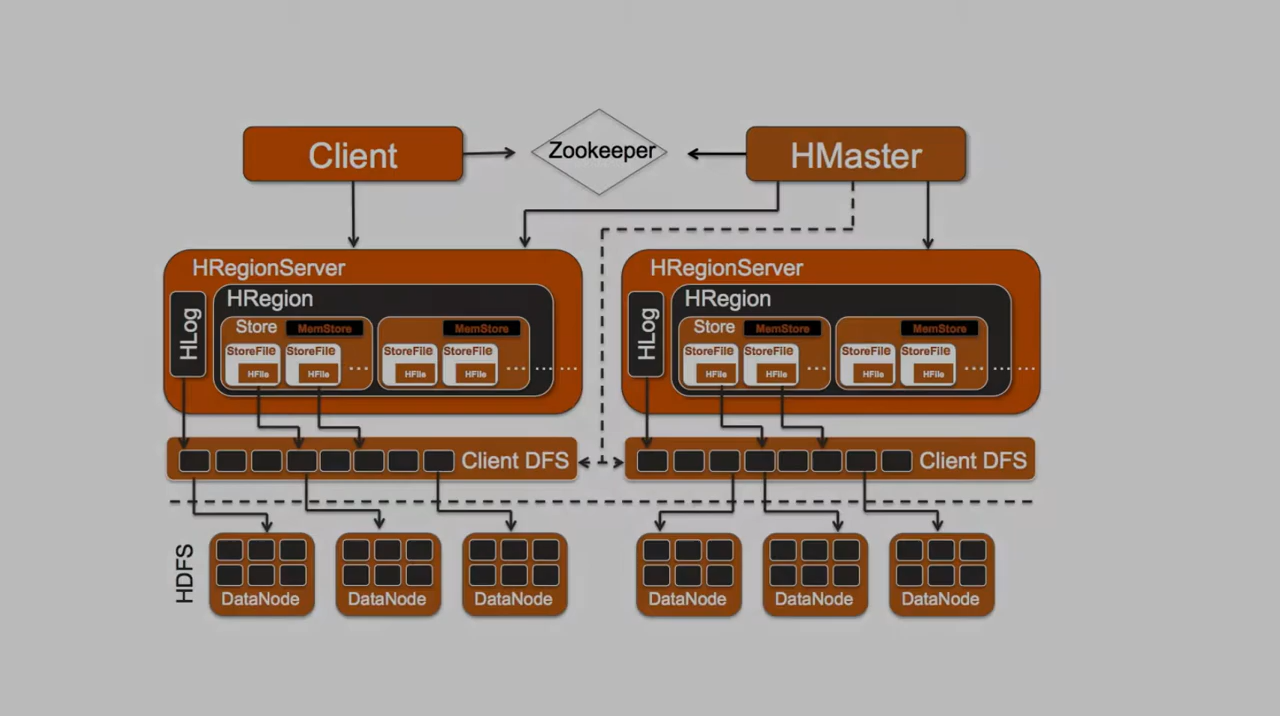 Client
Zookeeper
HMaster
HRegionServer
HLog
HRegion
Store
MemStore
StoreFile
HFile
StoreFile
HFile
...
MemStore
StoreFile
HFile
StoreFile
HFile
... ...
HRegionServer
HLog
HRegion
Store
MemStore
StoreFile
HFile
StoreFile
HFile
...
MemStore
StoreFile
HFile
StoreFile
HFile
... ... ...
Client DFS
Client DFS
HDFS
DataNode
DataNode
DataNode
DataNode
DataNode
DataNode